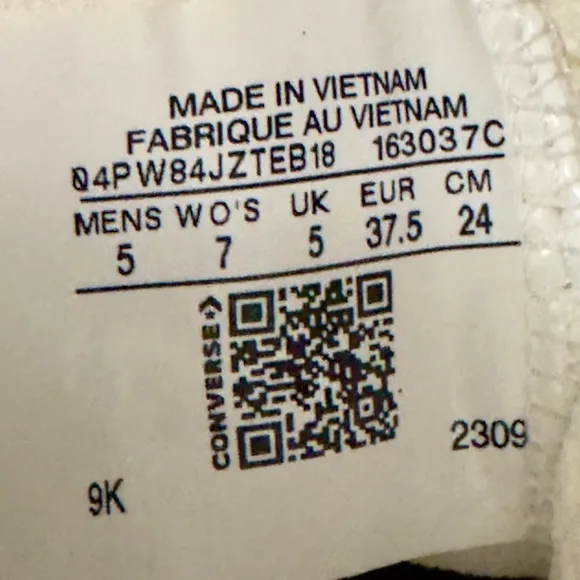 MADE IN VIETNAM
FABRIQUE AU VIETNAM
04PW84JZTEB18 163037C
MENS WO'S UK EUR CM
5 7 5 37.5 24
CONVERSE
2309
9K